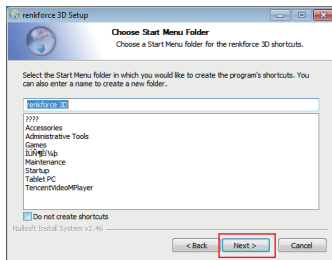 renkforce 3D Setup
Choose Start Menu Folder
Choose a Start Menu folder for the renkforce 3D shortcuts.
Select the Start Menu folder in which you would like to create the program's shortcuts. You
can also enter a name to create a new folder.
renkforce 3D
????
Accessories
Administrative Tools
Games
Maintenance
Startup
Tablet PC
TencentVideoMPlayer
Do not create shortcuts
Nullsoft Install System v2.46
< Back
Next >
Cancel